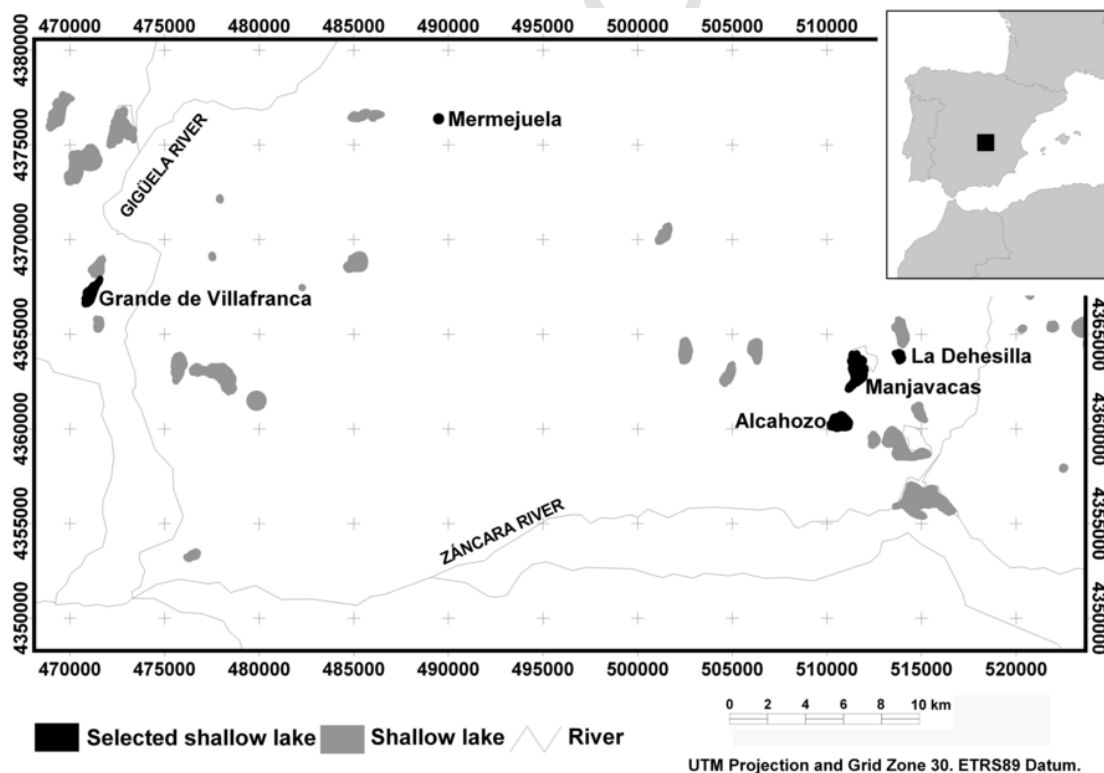 470000 475000 480000 485000 490000 495000 500000 505000 510000
4380000
4375000
4370000
4365000
4360000
4355000
4350000
Mermejuela
GIGÜELA RIVER
Grande de Villafranca
La Dehesilla
Manjavacas
Alcahozo
ZÁNCARA RIVER
4365000
4360000
4355000
4350000
470000 475000 480000 485000 490000 495000 500000 505000 510000 515000 520000
0 2 4 6 8 10 km
Selected shallow lake Shallow lake River
UTM Projection and Grid Zone 30. ETRS89 Datum.